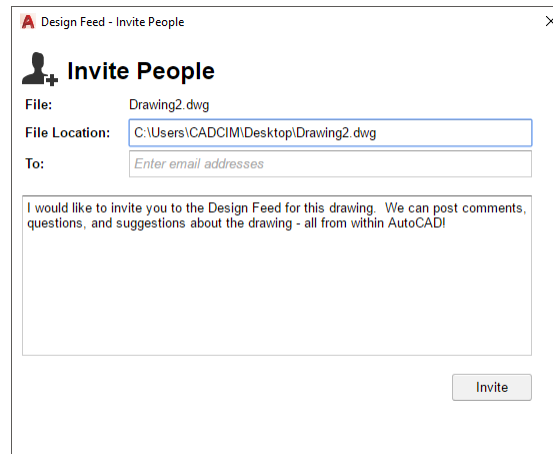 Design Feed - Invite People
Invite People
File: Drawing2.dwg
File Location: C:\Users\CADCIM\Desktop\Drawing2.dwg
To: Enter email addresses
I would like to invite you to the Design Feed for this drawing. We can post comments,
questions, and suggestions about the drawing - all from within AutoCAD!
Invite